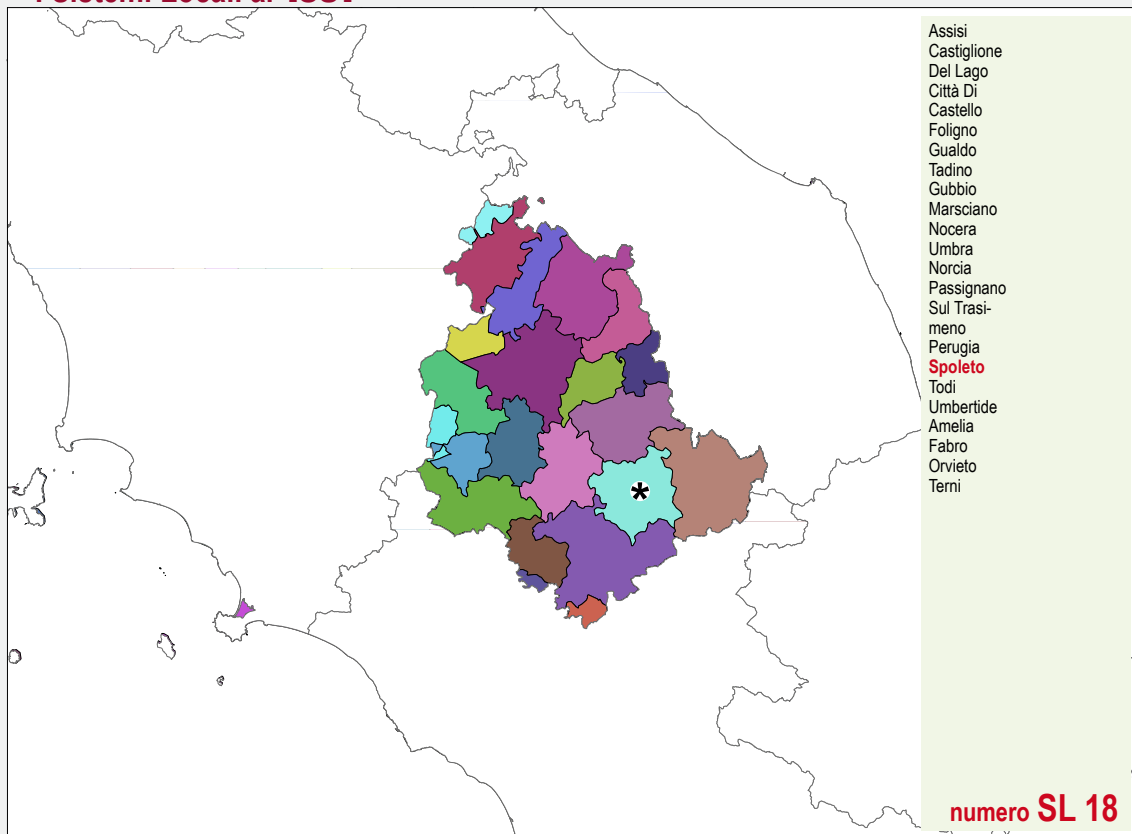 Assisi
Castiglione
Del Lago
Città Di
Castello
Foligno
Gualdo
Tadino
Gubbio
Marsciano
Nocera
Umbra
Norcia
Passignano
Sul Trasi-
meno
Perugia
Spoleto
Todi
Umbertide
Amelia
Fabro
Orvieto
Terni
*
numero SL 18